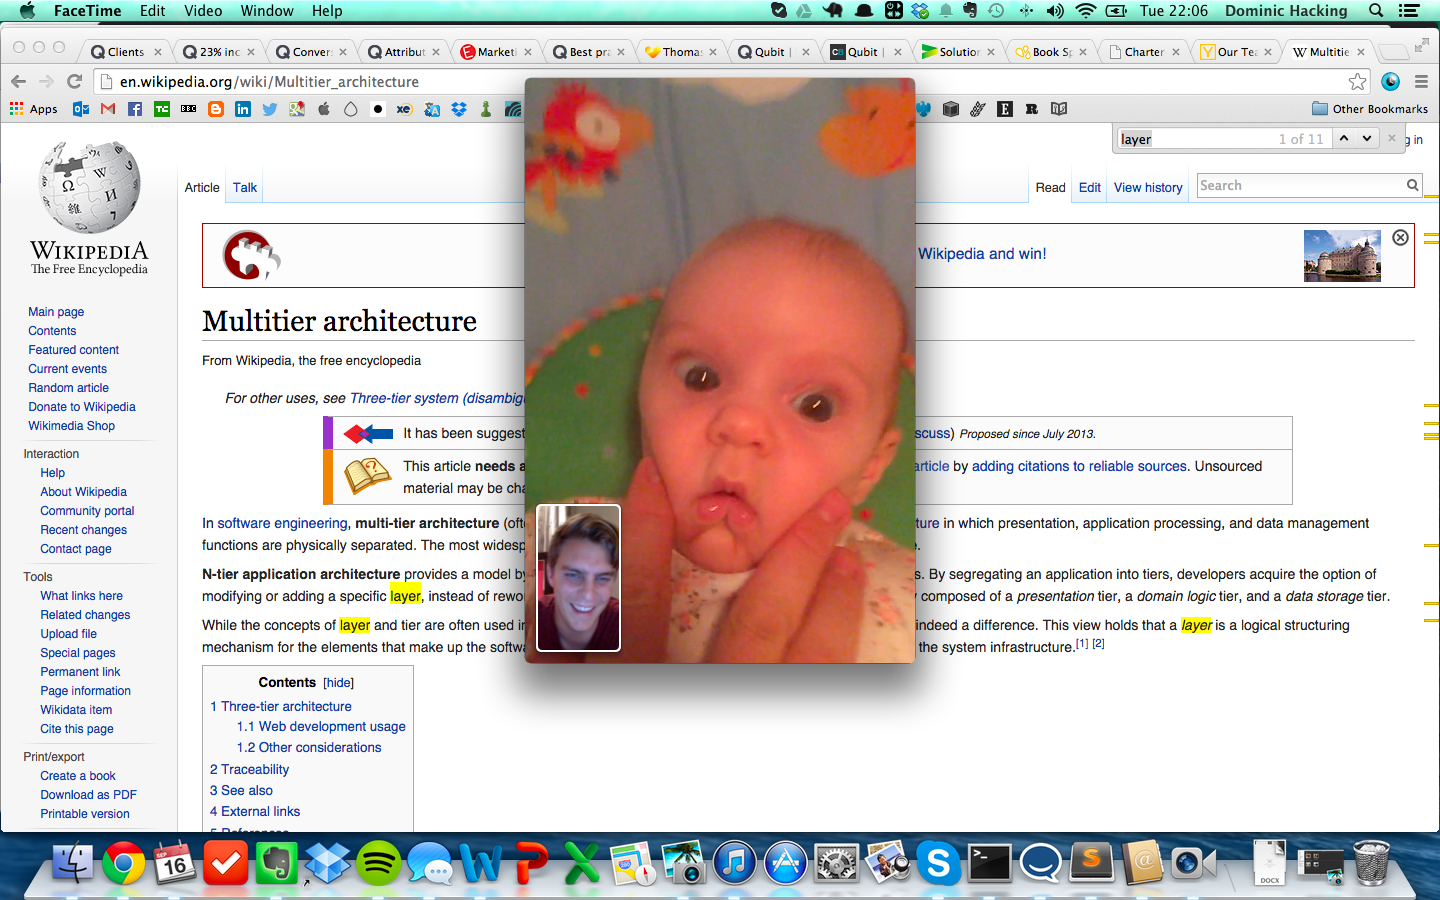 FaceTime Edit Video Window Help Tue 22:06 Dominic Hacking
Clients 23% inc Conver Attribut Marketi Best pra Thomas Qubit | Qubit | Solution Book Sp Charter Our Tea Multitie
en.wikipedia.org/wiki/Multitier_architecture
Apps Other Bookmarks
layer 1 of 11
g in
Article Talk Read Edit View history Search
WIKIPEDIA
The Free Encyclopedia
Wikipedia and win!
Main page
Contents
Featured content
Current events
Random article
Donate to Wikipedia
Wikimedia Shop
Interaction
Help
About Wikipedia
Community portal
Recent changes
Contact page
Tools
What links here
Related changes
Upload file
Special pages
Permanent link
Page information
Wikidata item
Cite this page
Print/export
Create a book
Download as PDF
Printable version
Multitier architecture
From Wikipedia, the free encyclopedia
For other uses, see Three-tier system (disambig
It has been suggest scuss) Proposed since July 2013.
This article needs a article by adding citations to reliable sources. Unsourced
material may be cha
In software engineering, multi-tier architecture (oft ture in which presentation, application processing, and data management
functions are physically separated. The most widesp e.
N-tier application architecture provides a model by s. By segregating an application into tiers, developers acquire the option of
modifying or adding a specific layer, instead of rewo y composed of a presentation tier, a domain logic tier, and a data storage tier.
While the concepts of layer and tier are often used in indeed a difference. This view holds that a layer is a logical structuring
mechanism for the elements that make up the softw the system infrastructure.[1] [2]
Contents [hide]
1 Three-tier architecture
1.1 Web development usage
1.2 Other considerations
2 Traceability
3 See also
4 External links
5 References
SEP
16
DOCX